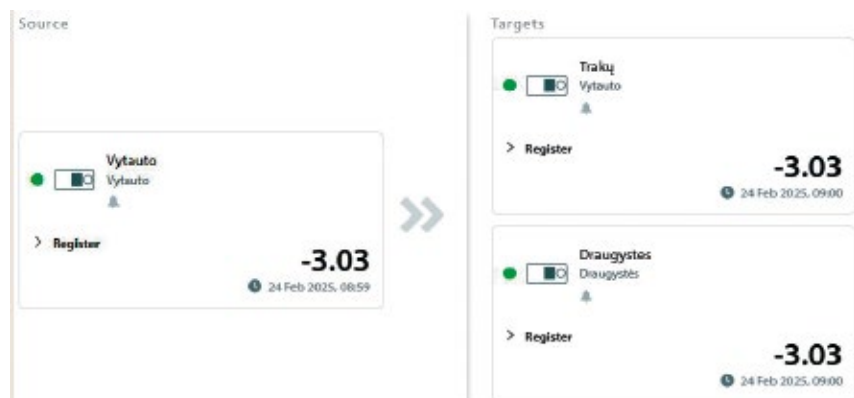 Source
Vytauto
Vytauto
Register
-3.03
24 Feb 2025, 08:59
Targets
Trakų
Vytauto
Register
-3.03
24 Feb 2025, 09:00
Draugystes
Draugystės
Register
-3.03
24 Feb 2025, 09:00